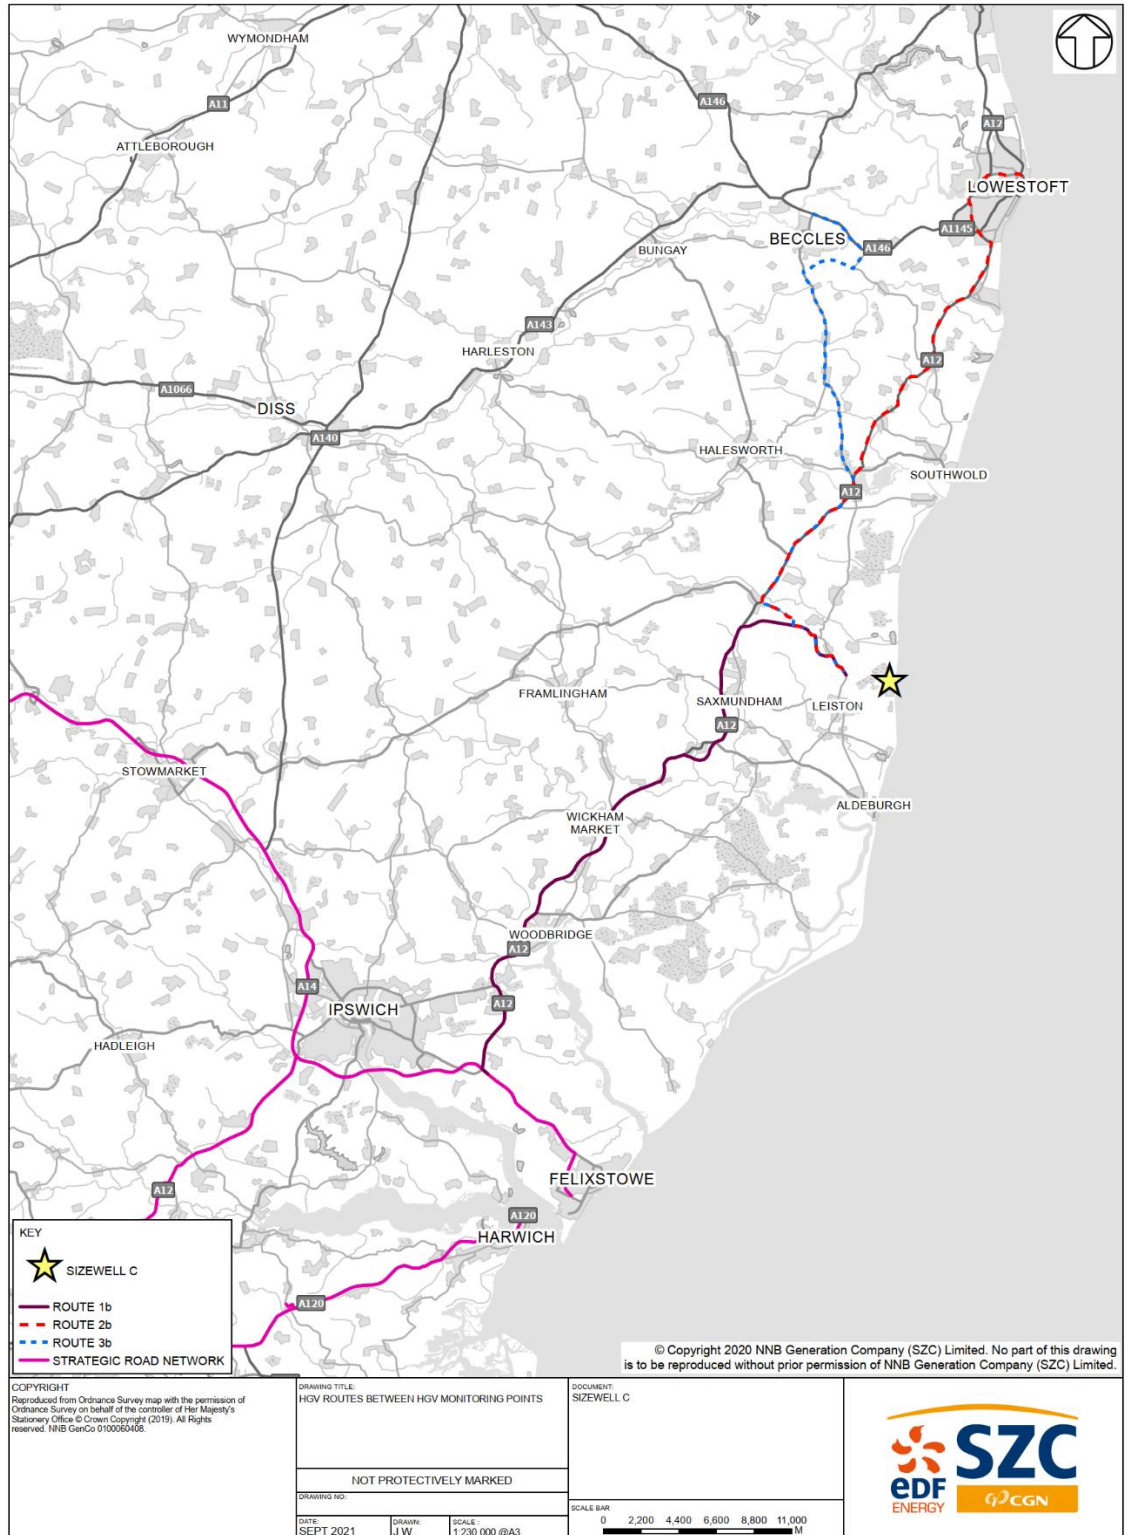 WYMONDHAM
A11
A146
A12
ATTLEBOROUGH
LOWESTOFT
A1145
BECCLES
A146
BUNGAY
A143
HARLESTON
A12
A1066
DISS
A140
HALESWORTH
SOUTHWOLD
A12
FRAMLINGHAM
SAXMUNDHAM
LEISTON
A12
STOWMARKET
ALDEBURGH
WICKHAM
MARKET
WOODBRIDGE
A12
A14
A12
IPSWICH
HADLEIGH
FELIXSTOWE
A12
A120
HARWICH
A120
KEY
SIZEWELL C
ROUTE 1b
ROUTE 2b
ROUTE 3b
STRATEGIC ROAD NETWORK
© Copyright 2020 NNB Generation Company (SZC) Limited. No part of this drawing
is to be reproduced without prior permission of NNB Generation Company (SZC) Limited.
COPYRIGHT
Reproduced from Ordnance Survey map with the permission of
Ordnance Survey on behalf of the controller of Her Majesty's
Stationery Office © Crown Copyright (2019). All Rights
reserved. NNB GenCo 0100060408.
DRAWING TITLE:
HGV ROUTES BETWEEN HGV MONITORING POINTS
NOT PROTECTIVELY MARKED
DRAWING NO:
DATE:
SEPT 2021
DRAWN:
J.W.
SCALE :
1:230,000 @A3
DOCUMENT:
SIZEWELL C
SCALE BAR
0 2,200 4,400 6,600 8,800 11,000
M
eDF
ENERGY
SZC
CGN